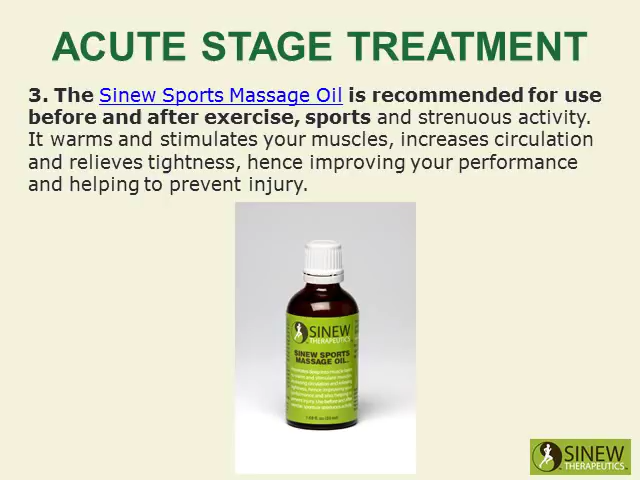 ACUTE STAGE TREATMENT
3. The Sinew Sports Massage Oil is recommended for use
before and after exercise, sports and strenuous activity.
It warms and stimulates your muscles, increases circulation
and relieves tightness, hence improving your performance
and helping to prevent injury.
SINEW
THERAPEUTICS
SINEW SPORTS
MASSAGE OIL
SINEW
THERAPEUTICS